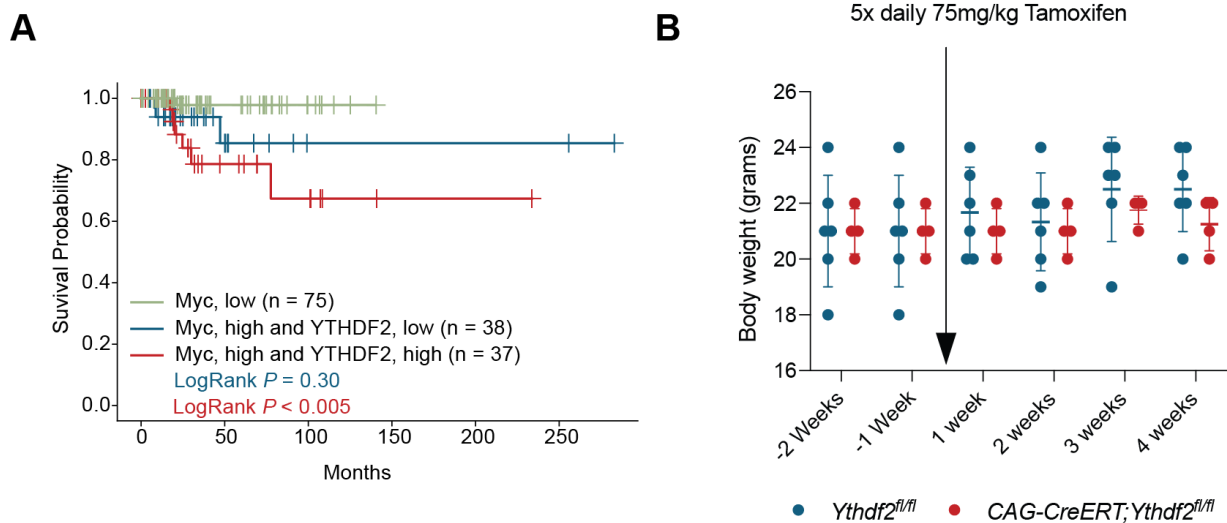 A
Suvival Probability
1.0
0.8
0.6
0.4
0.2
0.0
Myc, low (n = 75)
Myc, high and YTHDF2, low (n = 38)
Myc, high and YTHDF2, high (n = 37)
LogRank P = 0.30
LogRank P < 0.005
0 50 100 150 200 250
Months
B
5x daily 75mg/kg Tamoxifen
Body weight (grams)
26
24
22
20
18
16
-2 Weeks
-1 Week
1 week
2 weeks
3 weeks
4 weeks
Ythdf2fl/fl
CAG-CreERT;Ythdf2fl/fl